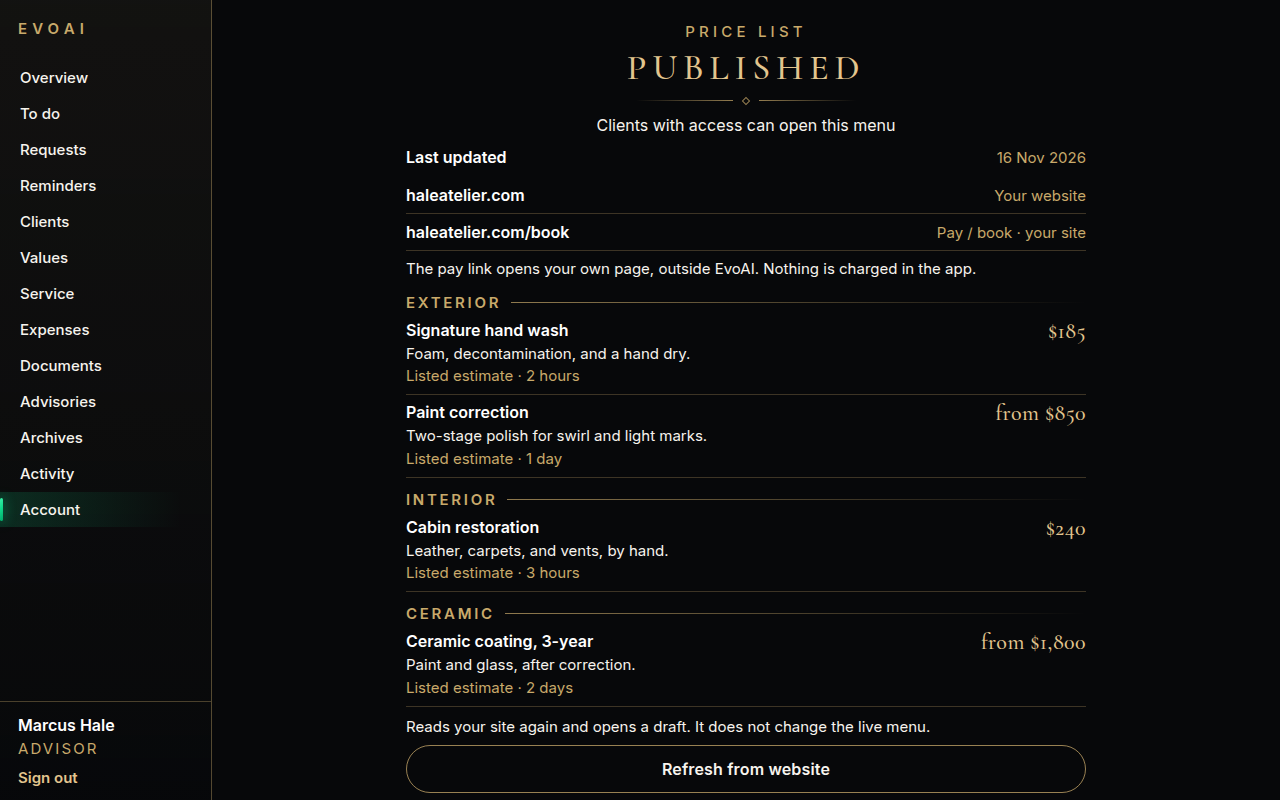 EVOAI
Overview
To do
Requests
Reminders
Clients
Values
Service
Expenses
Documents
Advisories
Archives
Activity
Account
Marcus Hale
ADVISOR
Sign out
PRICE LIST
PUBLISHED
Clients with access can open this menu
Last updated 16 Nov 2026
haleatelier.com Your website
haleatelier.com/book Pay / book · your site
The pay link opens your own page, outside EvoAI. Nothing is charged in the app.
EXTERIOR
Signature hand wash $185
Foam, decontamination, and a hand dry.
Listed estimate · 2 hours
Paint correction from $850
Two-stage polish for swirl and light marks.
Listed estimate · 1 day
INTERIOR
Cabin restoration $240
Leather, carpets, and vents, by hand.
Listed estimate · 3 hours
CERAMIC
Ceramic coating, 3-year from $1,800
Paint and glass, after correction.
Listed estimate · 2 days
Reads your site again and opens a draft. It does not change the live menu.
Refresh from website